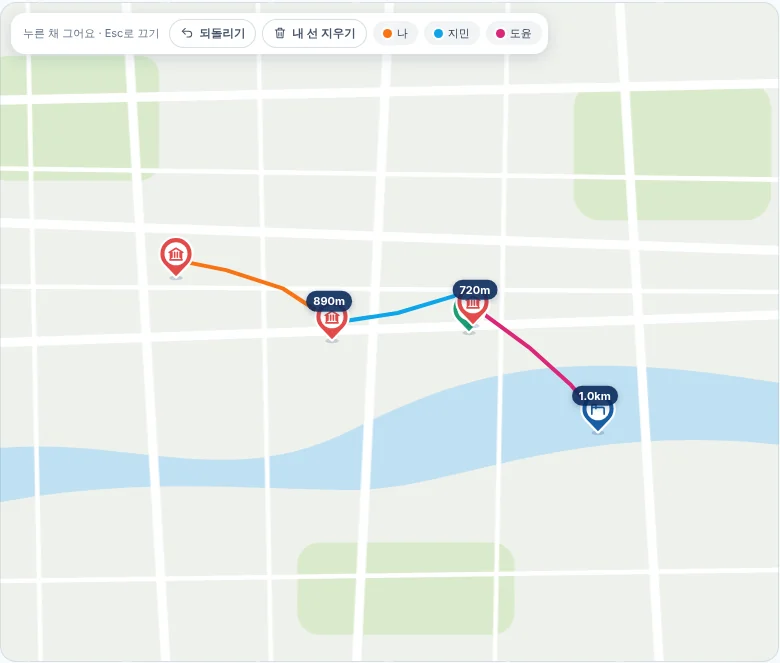 누른 채 그어요 · Esc로 끄기
되돌리기
내 선 지우기
나
지민
도윤
890m
720m
1.0km